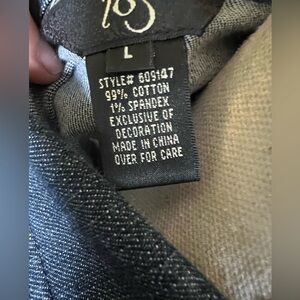 L
STYLE# 609147
99% COTTON
1% SPANDEX
EXCLUSIVE OF
DECORATION
MADE IN CHINA
OVER FOR CARE